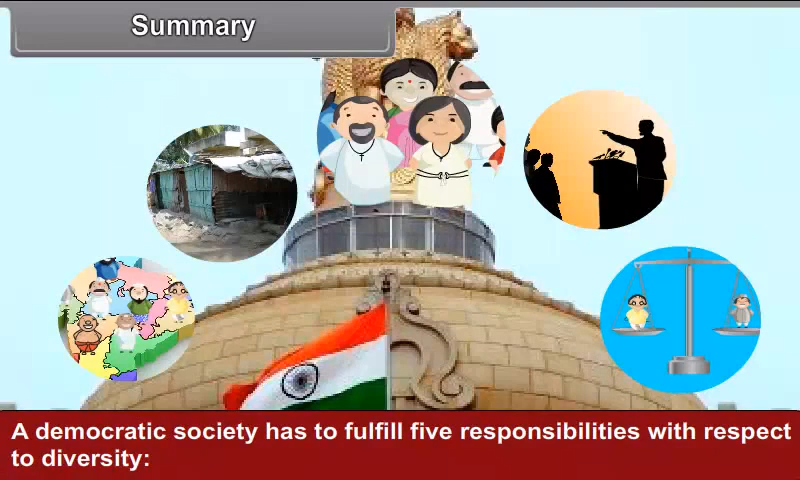 Summary
A democratic society has to fulfill five responsibilities with respect
to diversity: